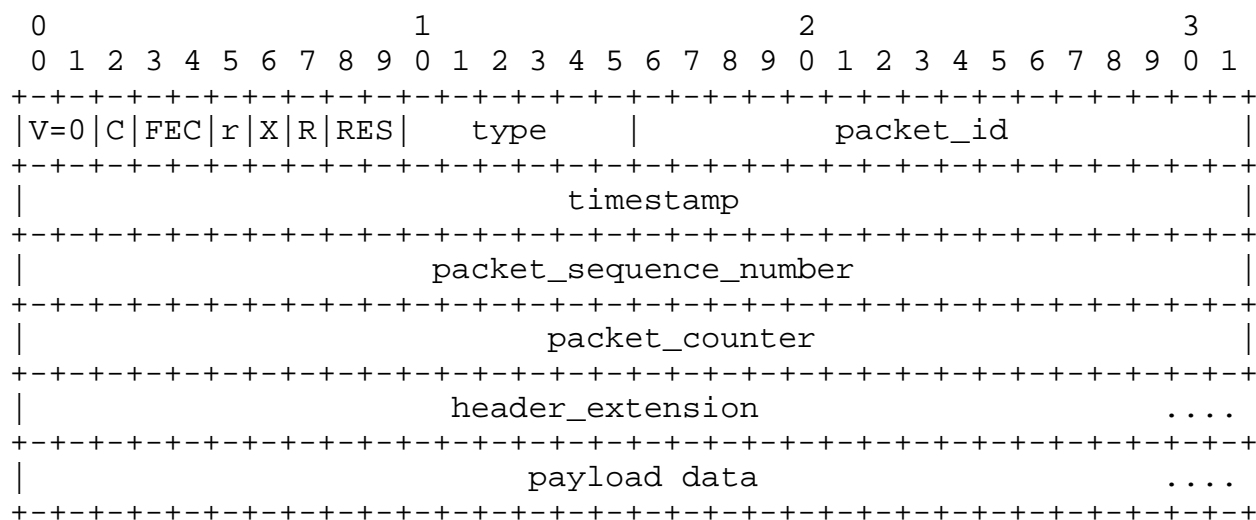 0                   1                   2                   3
 0 1 2 3 4 5 6 7 8 9 0 1 2 3 4 5 6 7 8 9 0 1 2 3 4 5 6 7 8 9 0 1
+-+-+-+-+-+-+-+-+-+-+-+-+-+-+-+-+-+-+-+-+-+-+-+-+-+-+-+-+-+-+-+-+
|V=0|C|FEC|r|X|R|RES|   type    |          packet_id            |
+-+-+-+-+-+-+-+-+-+-+-+-+-+-+-+-+-+-+-+-+-+-+-+-+-+-+-+-+-+-+-+-+
|                            timestamp                          |
+-+-+-+-+-+-+-+-+-+-+-+-+-+-+-+-+-+-+-+-+-+-+-+-+-+-+-+-+-+-+-+-+
|                     packet_sequence_number                    |
+-+-+-+-+-+-+-+-+-+-+-+-+-+-+-+-+-+-+-+-+-+-+-+-+-+-+-+-+-+-+-+-+
|                           packet_counter                      |
+-+-+-+-+-+-+-+-+-+-+-+-+-+-+-+-+-+-+-+-+-+-+-+-+-+-+-+-+-+-+-+-+
|                      header_extension                     ....
+-+-+-+-+-+-+-+-+-+-+-+-+-+-+-+-+-+-+-+-+-+-+-+-+-+-+-+-+-+-+-+-+
|                          payload data                     ....
+-+-+-+-+-+-+-+-+-+-+-+-+-+-+-+-+-+-+-+-+-+-+-+-+-+-+-+-+-+-+-+-+